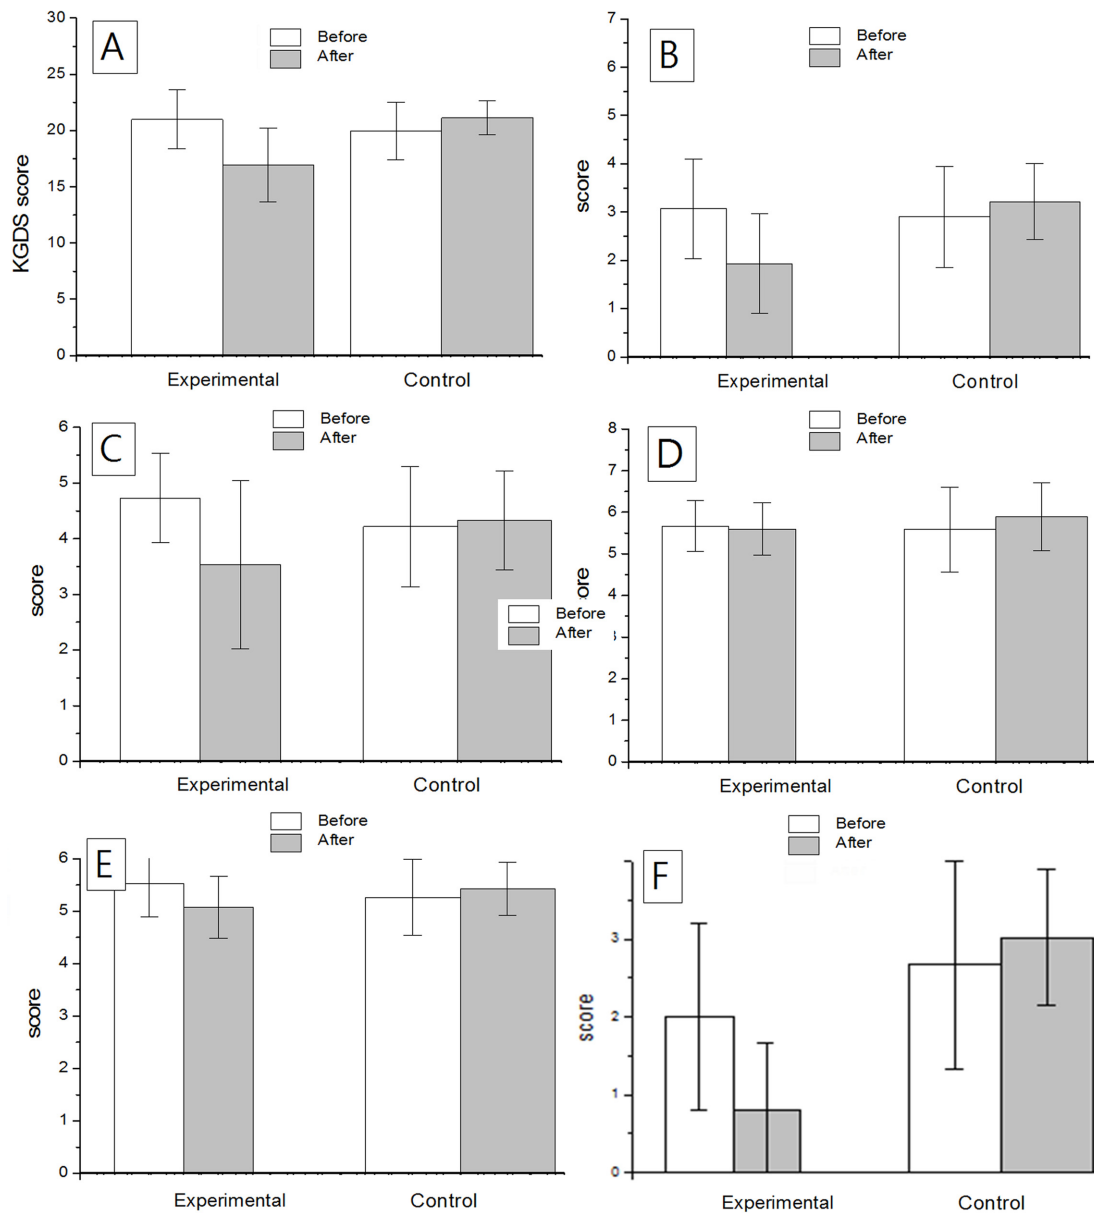 A
Before
After
30
25
20
15
10
5
0
KGDS score
Experimental
Control
B
Before
After
7
6
5
4
3
2
1
0
score
Experimental
Control
C
Before
After
6
5
4
3
2
1
0
score
Experimental
Control
Before
After
D
Before
After
8
7
6
5
4
3
2
1
0
ore
Experimental
Control
E
Before
After
6
5
4
3
2
1
0
score
Experimental
Control
F
Before
After
3
2
1
0
score
Experimental
Control